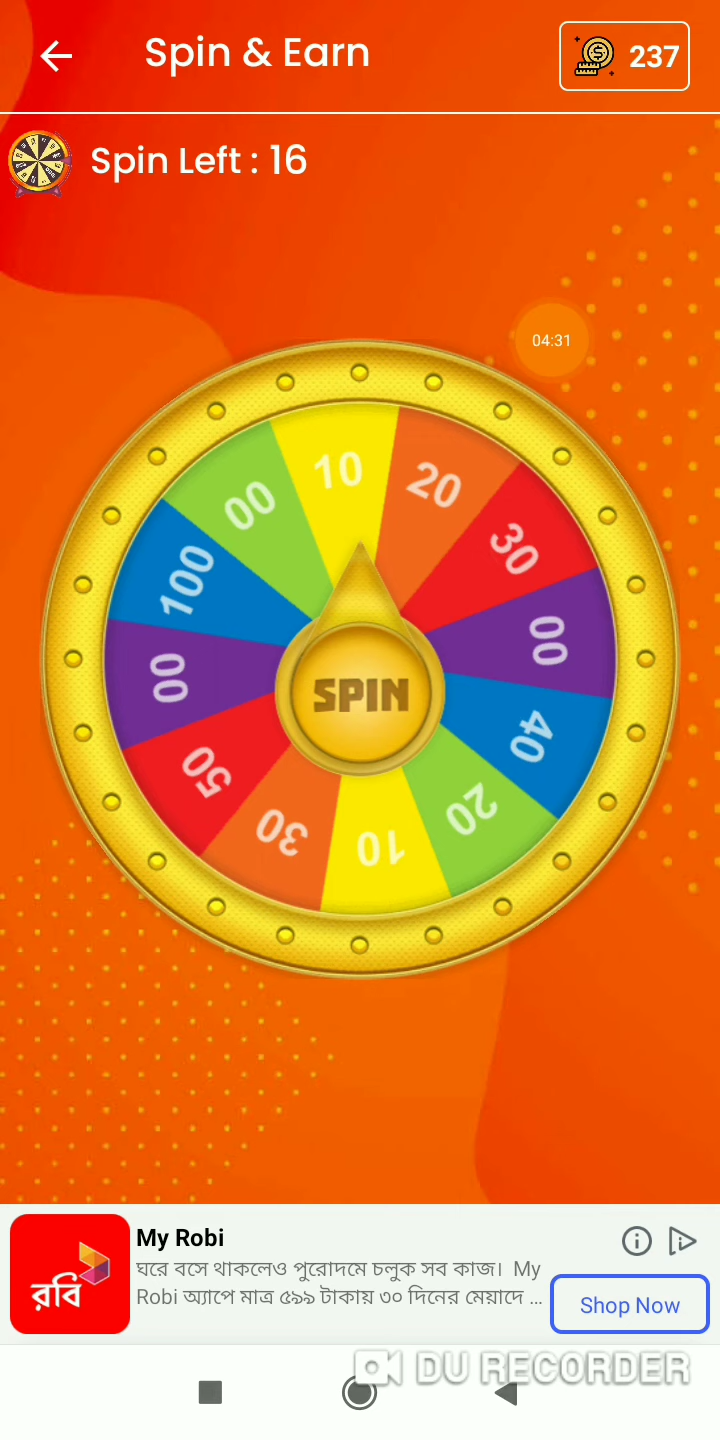 Spin & Earn
237
Spin Left : 16
04:31
10
20
30
00
40
20
10
30
50
00
100
00
SPIN
My Robi
ঘরে বসে থাকলেও পুরোদমে চলুক সব কাজ। My
Robi অ্যাপে মাত্র ৫৯৯ টাকায় ৩০ দিনের মেয়াদে ...
রবি
Shop Now
DU RECORDER